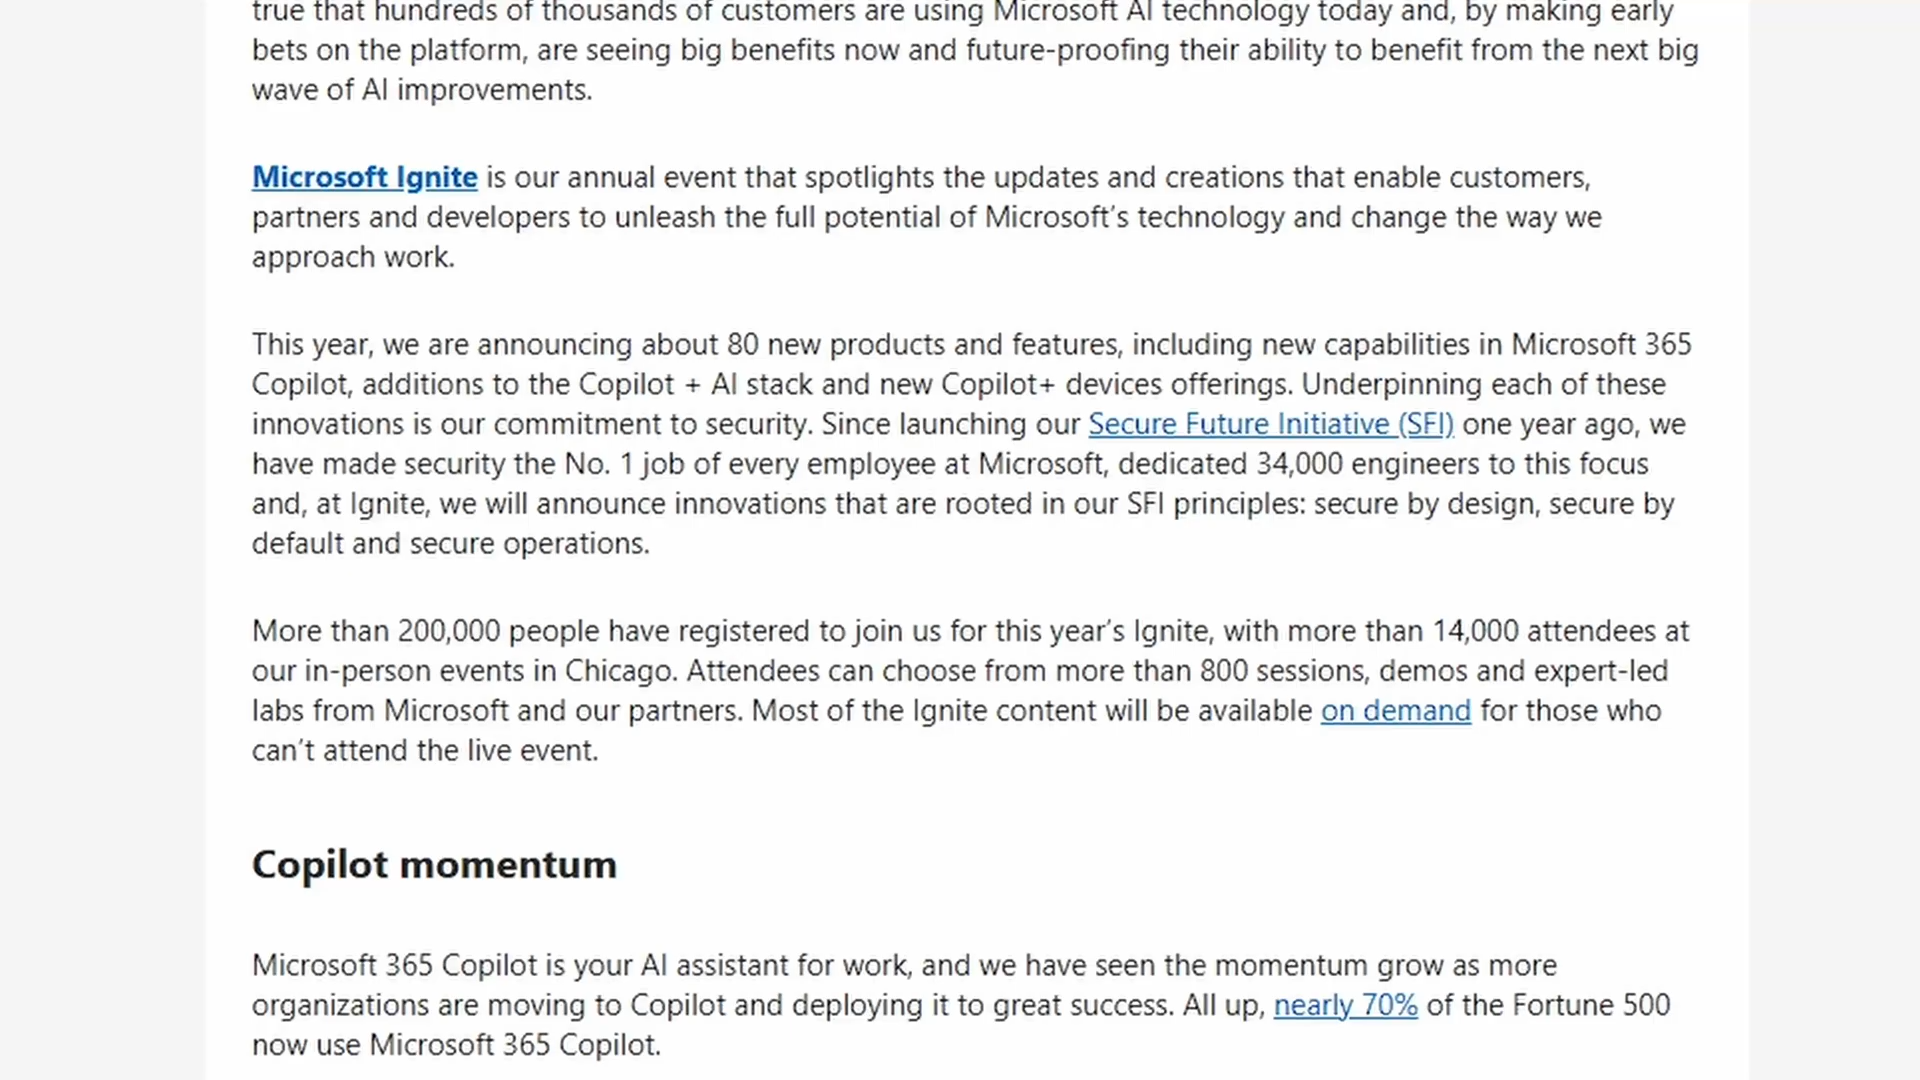 true that hundreds of thousands of customers are using Microsoft AI technology today and, by making early
bets on the platform, are seeing big benefits now and future-proofing their ability to benefit from the next big
wave of AI improvements.
Microsoft Ignite is our annual event that spotlights the updates and creations that enable customers,
partners and developers to unleash the full potential of Microsoft’s technology and change the way we
approach work.
This year, we are announcing about 80 new products and features, including new capabilities in Microsoft 365
Copilot, additions to the Copilot + AI stack and new Copilot+ devices offerings. Underpinning each of these
innovations is our commitment to security. Since launching our Secure Future Initiative (SFI) one year ago, we
have made security the No. 1 job of every employee at Microsoft, dedicated 34,000 engineers to this focus
and, at Ignite, we will announce innovations that are rooted in our SFI principles: secure by design, secure by
default and secure operations.
More than 200,000 people have registered to join us for this year’s Ignite, with more than 14,000 attendees at
our in-person events in Chicago. Attendees can choose from more than 800 sessions, demos and expert-led
labs from Microsoft and our partners. Most of the Ignite content will be available on demand for those who
can’t attend the live event.
Copilot momentum
Microsoft 365 Copilot is your AI assistant for work, and we have seen the momentum grow as more
organizations are moving to Copilot and deploying it to great success. All up, nearly 70% of the Fortune 500
now use Microsoft 365 Copilot.